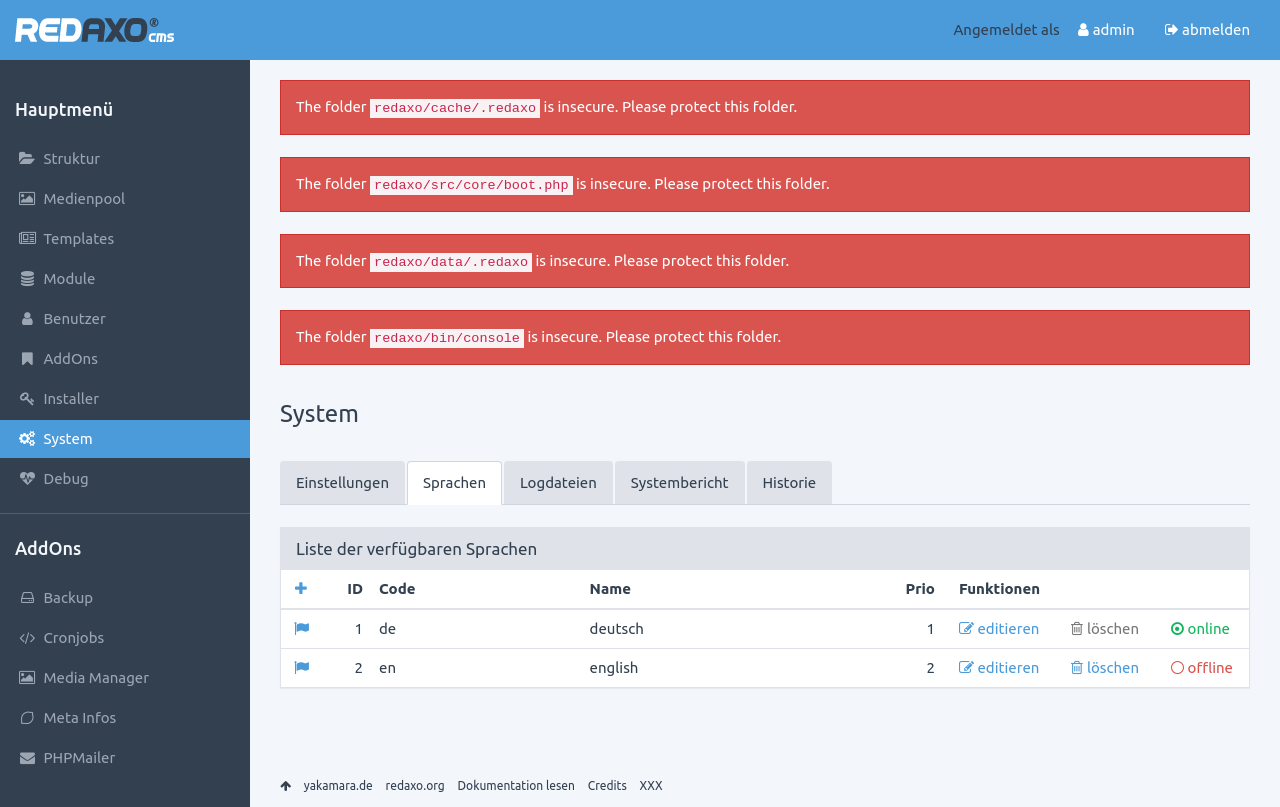 REDAXO® cms
Angemeldet als admin abmelden
Hauptmenü
Struktur
Medienpool
Templates
Module
Benutzer
AddOns
Installer
System
Debug
AddOns
Backup
Cronjobs
Media Manager
Meta Infos
PHPMailer
The folder redaxo/cache/.redaxo is insecure. Please protect this folder.
The folder redaxo/src/core/boot.php is insecure. Please protect this folder.
The folder redaxo/data/.redaxo is insecure. Please protect this folder.
The folder redaxo/bin/console is insecure. Please protect this folder.
System
Einstellungen Sprachen Logdateien Systembericht Historie
Liste der verfügbaren Sprachen
ID Code Name Prio Funktionen
1 de deutsch 1 editieren löschen online
2 en english 2 editieren löschen offline
yakamara.de redaxo.org Dokumentation lesen Credits XXX